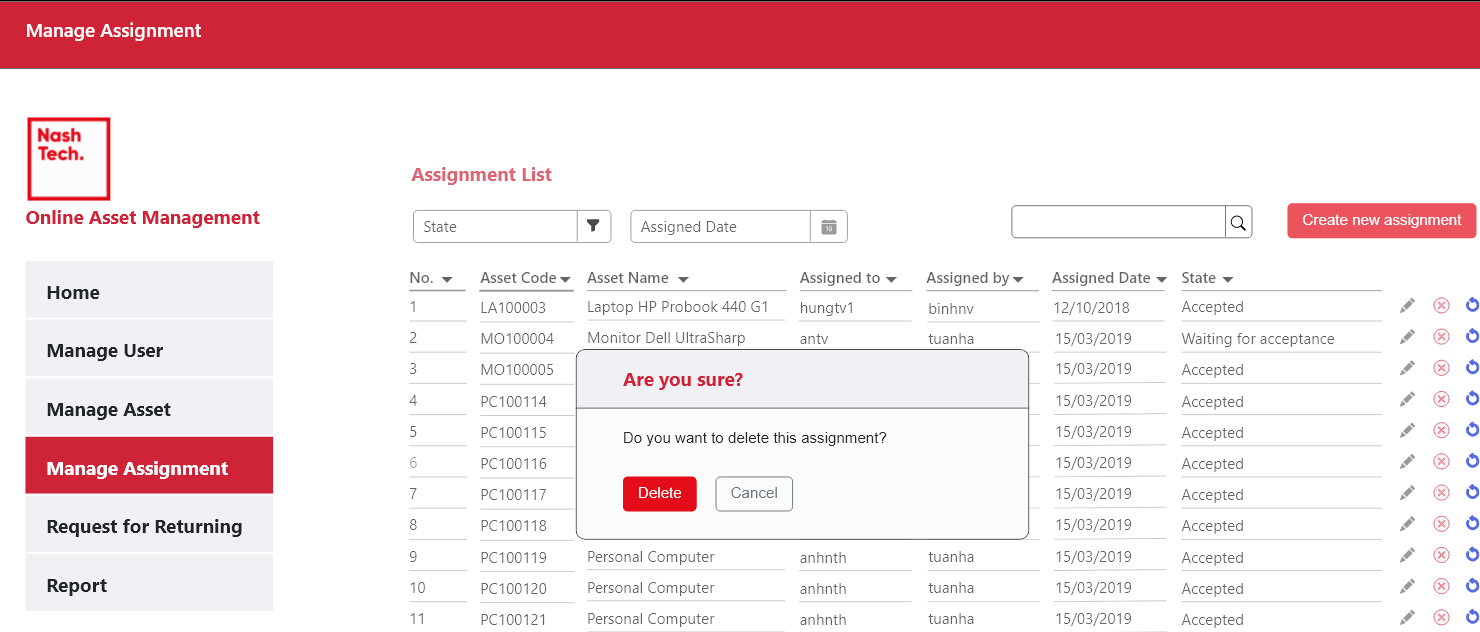 Manage Assignment
Nash
Tech.
Online Asset Management
Home
Manage User
Manage Asset
Manage Assignment
Request for Returning
Report
Assignment List
State
Assigned Date
Create new assignment
No. Asset Code Asset Name Assigned to Assigned by Assigned Date State
1 LA100003 Laptop HP Probook 440 G1 hungtv1 binhnv 12/10/2018 Accepted
2 MO100004 Monitor Dell UltraSharp antv tuanha 15/03/2019 Waiting for acceptance
3 MO100005 15/03/2019 Accepted
4 PC100114 15/03/2019 Accepted
5 PC100115 15/03/2019 Accepted
6 PC100116 15/03/2019 Accepted
7 PC100117 15/03/2019 Accepted
8 PC100118 15/03/2019 Accepted
9 PC100119 Personal Computer anhnth tuanha 15/03/2019 Accepted
10 PC100120 Personal Computer anhnth tuanha 15/03/2019 Accepted
11 PC100121 Personal Computer anhnth tuanha 15/03/2019 Accepted
Are you sure?
Do you want to delete this assignment?
Delete Cancel